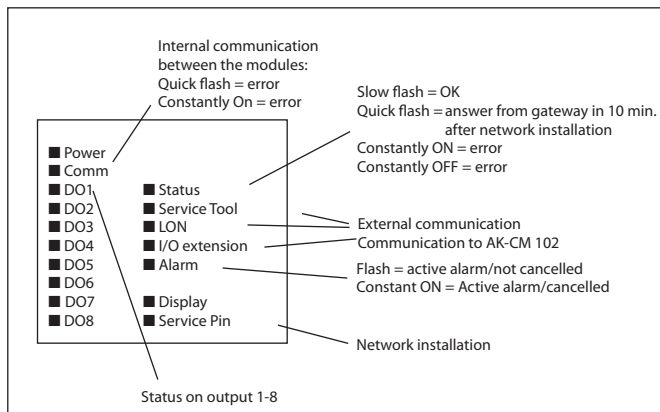 Internal communication
between the modules:
Quick flash = error
Constantly On = error
Slow flash = OK
Quick flash = answer from gateway in 10 min.
after network installation
Constantly ON = error
Constantly OFF = error
■ Power
■ Comm
■ DO1
■ DO2
■ DO3
■ DO4
■ DO5
■ DO6
■ DO7
■ DO8
■ Status
■ Service Tool
■ LON
■ I/O extension
■ Alarm
■ Display
■ Service Pin
External communication
Communication to AK-CM 102
Flash = active alarm/not cancelled
Constant ON = Active alarm/cancelled
Network installation
Status on output 1-8